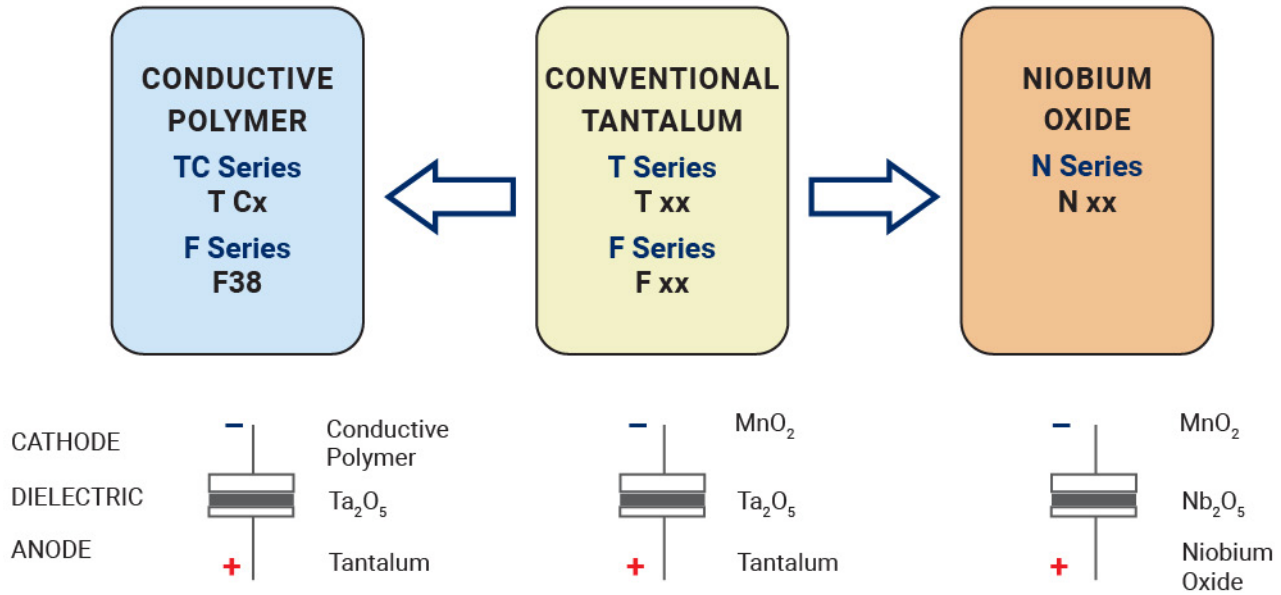 CONDUCTIVE
POLYMER
TC Series
T Cx
F Series
F38
CONVENTIONAL
TANTALUM
T Series
T xx
F Series
F xx
NIOBIUM
OXIDE
N Series
N xx
CATHODE
DIELECTRIC
ANODE
−
Conductive
Polymer
Ta₂O₅
+
Tantalum
−
MnO₂
Ta₂O₅
+
Tantalum
−
MnO₂
Nb₂O₅
+
Niobium
Oxide